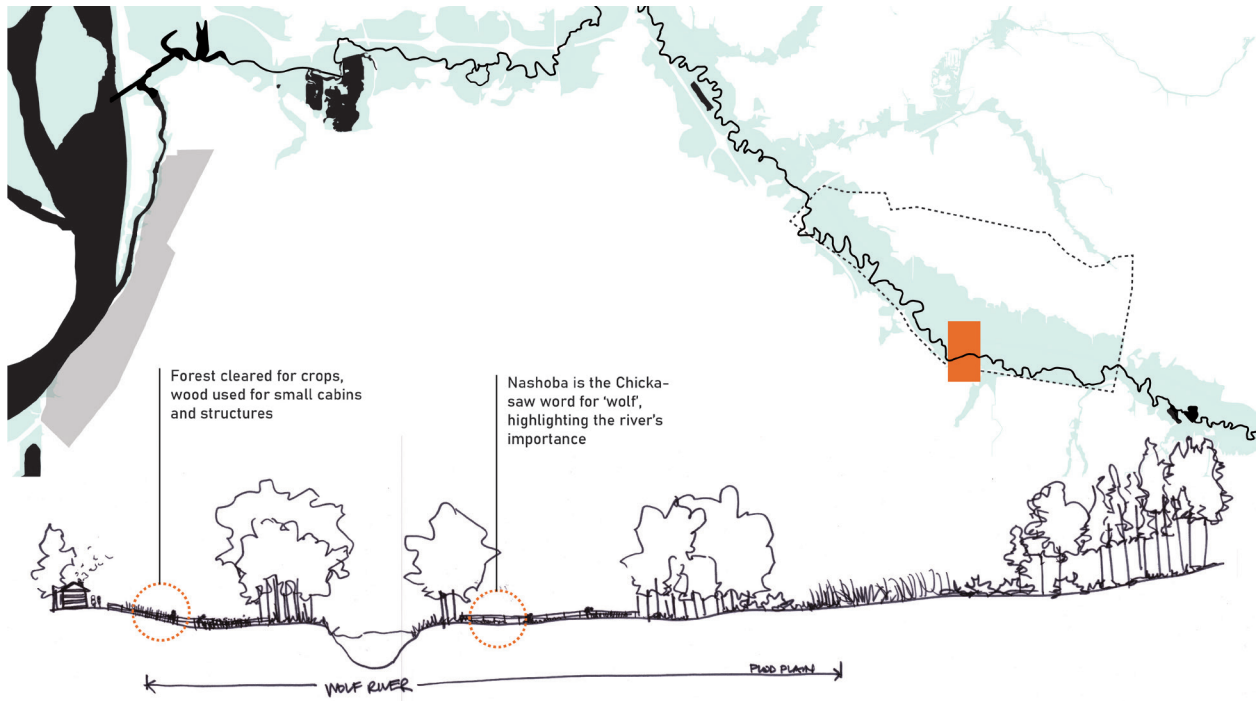 Forest cleared for crops,
wood used for small cabins
and structures
Nashoba is the Chicka-
saw word for ‘wolf’,
highlighting the river’s
importance
FLOOD PLAIN
WOLF RIVER